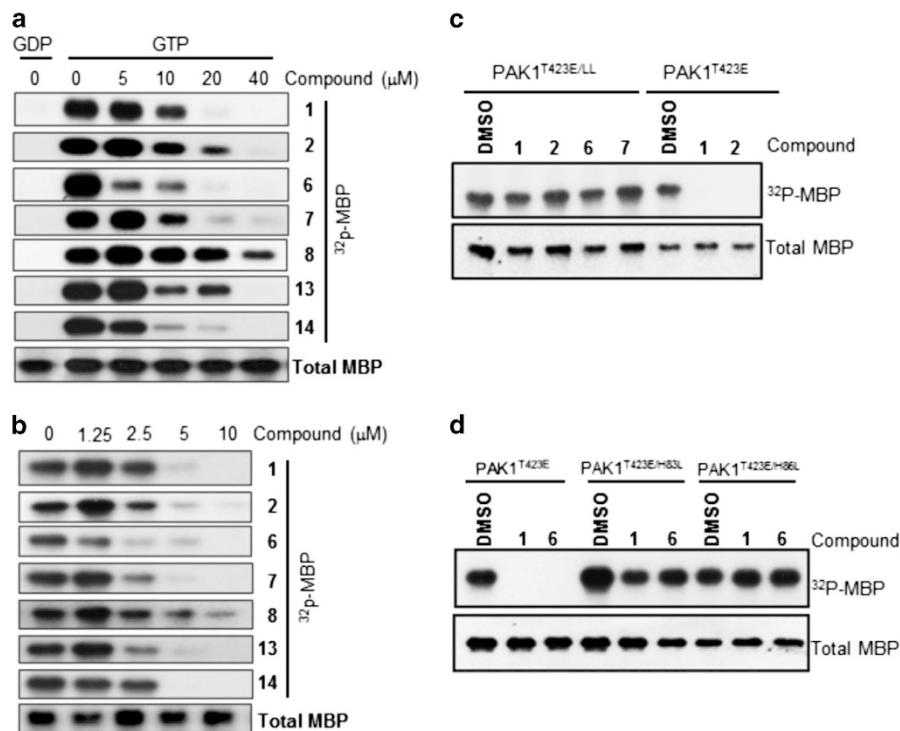 a
GDP GTP
0 0 5 10 20 40 Compound (μM)
1
2
6
7
8
13
14
³²p-MBP
Total MBP
b
0 1.25 2.5 5 10 Compound (μM)
1
2
6
7
8
13
14
³²p-MBP
Total MBP
c
PAK1ᵀ⁴²³ᴱ/ᴸᴸ PAK1ᵀ⁴²³ᴱ
DMSO 1 2 6 7 DMSO 1 2 Compound
³²P-MBP
Total MBP
d
PAK1ᵀ⁴²³ᴱ PAK1ᵀ⁴²³ᴱ/ᴴ⁸³ᴸ PAK1ᵀ⁴²³ᴱ/ᴴ⁸⁶ᴸ
DMSO 1 6 DMSO 1 6 DMSO 1 6 Compound
³²P-MBP
Total MBP